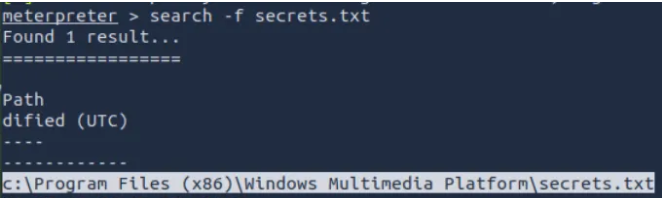 meterpreter > search -f secrets.txt
Found 1 result...
==================

Path
dified (UTC)
----
------------
c:\Program Files (x86)\Windows Multimedia Platform\secrets.txt